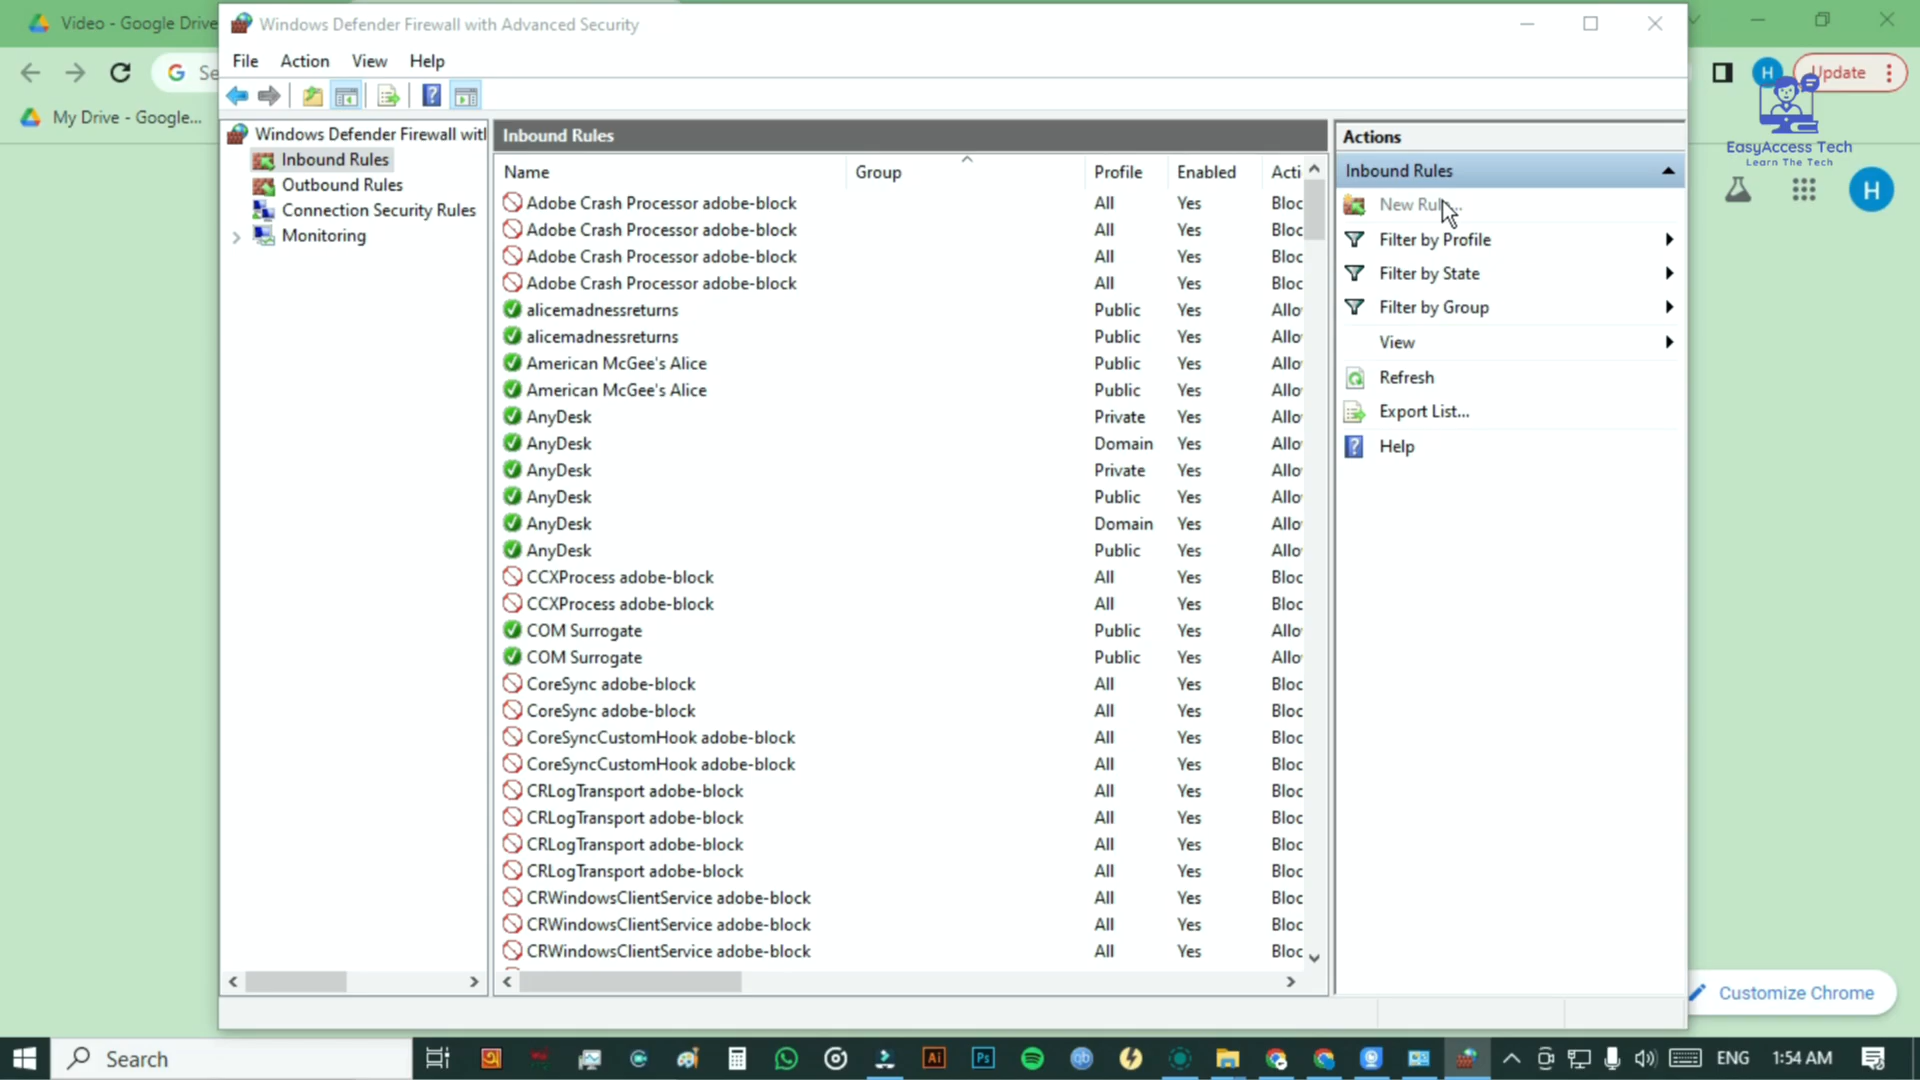 Video - Google Drive
Windows Defender Firewall with Advanced Security
File Action View Help
G Se
H
Update
My Drive - Google...
EasyAccess Tech
Learn The Tech
H
Windows Defender Firewall with
Inbound Rules
Outbound Rules
Connection Security Rules
Monitoring
Inbound Rules
Name Group Profile Enabled Acti
Adobe Crash Processor adobe-block All Yes Bloc
Adobe Crash Processor adobe-block All Yes Bloc
Adobe Crash Processor adobe-block All Yes Bloc
Adobe Crash Processor adobe-block All Yes Bloc
alicemadnessreturns Public Yes Allo
alicemadnessreturns Public Yes Allo
American McGee's Alice Public Yes Allo
American McGee's Alice Public Yes Allo
AnyDesk Private Yes Allo
AnyDesk Domain Yes Allo
AnyDesk Private Yes Allo
AnyDesk Public Yes Allo
AnyDesk Domain Yes Allo
AnyDesk Public Yes Allo
CCXProcess adobe-block All Yes Bloc
CCXProcess adobe-block All Yes Bloc
COM Surrogate Public Yes Allo
COM Surrogate Public Yes Allo
CoreSync adobe-block All Yes Bloc
CoreSync adobe-block All Yes Bloc
CoreSyncCustomHook adobe-block All Yes Bloc
CoreSyncCustomHook adobe-block All Yes Bloc
CRLogTransport adobe-block All Yes Bloc
CRLogTransport adobe-block All Yes Bloc
CRLogTransport adobe-block All Yes Bloc
CRLogTransport adobe-block All Yes Bloc
CRWindowsClientService adobe-block All Yes Bloc
CRWindowsClientService adobe-block All Yes Bloc
CRWindowsClientService adobe-block All Yes Bloc
Actions
Inbound Rules
New Ru...
Filter by Profile
Filter by State
Filter by Group
View
Refresh
Export List...
Help
Customize Chrome
Search
Ai
Ps
qb
ENG
1:54 AM